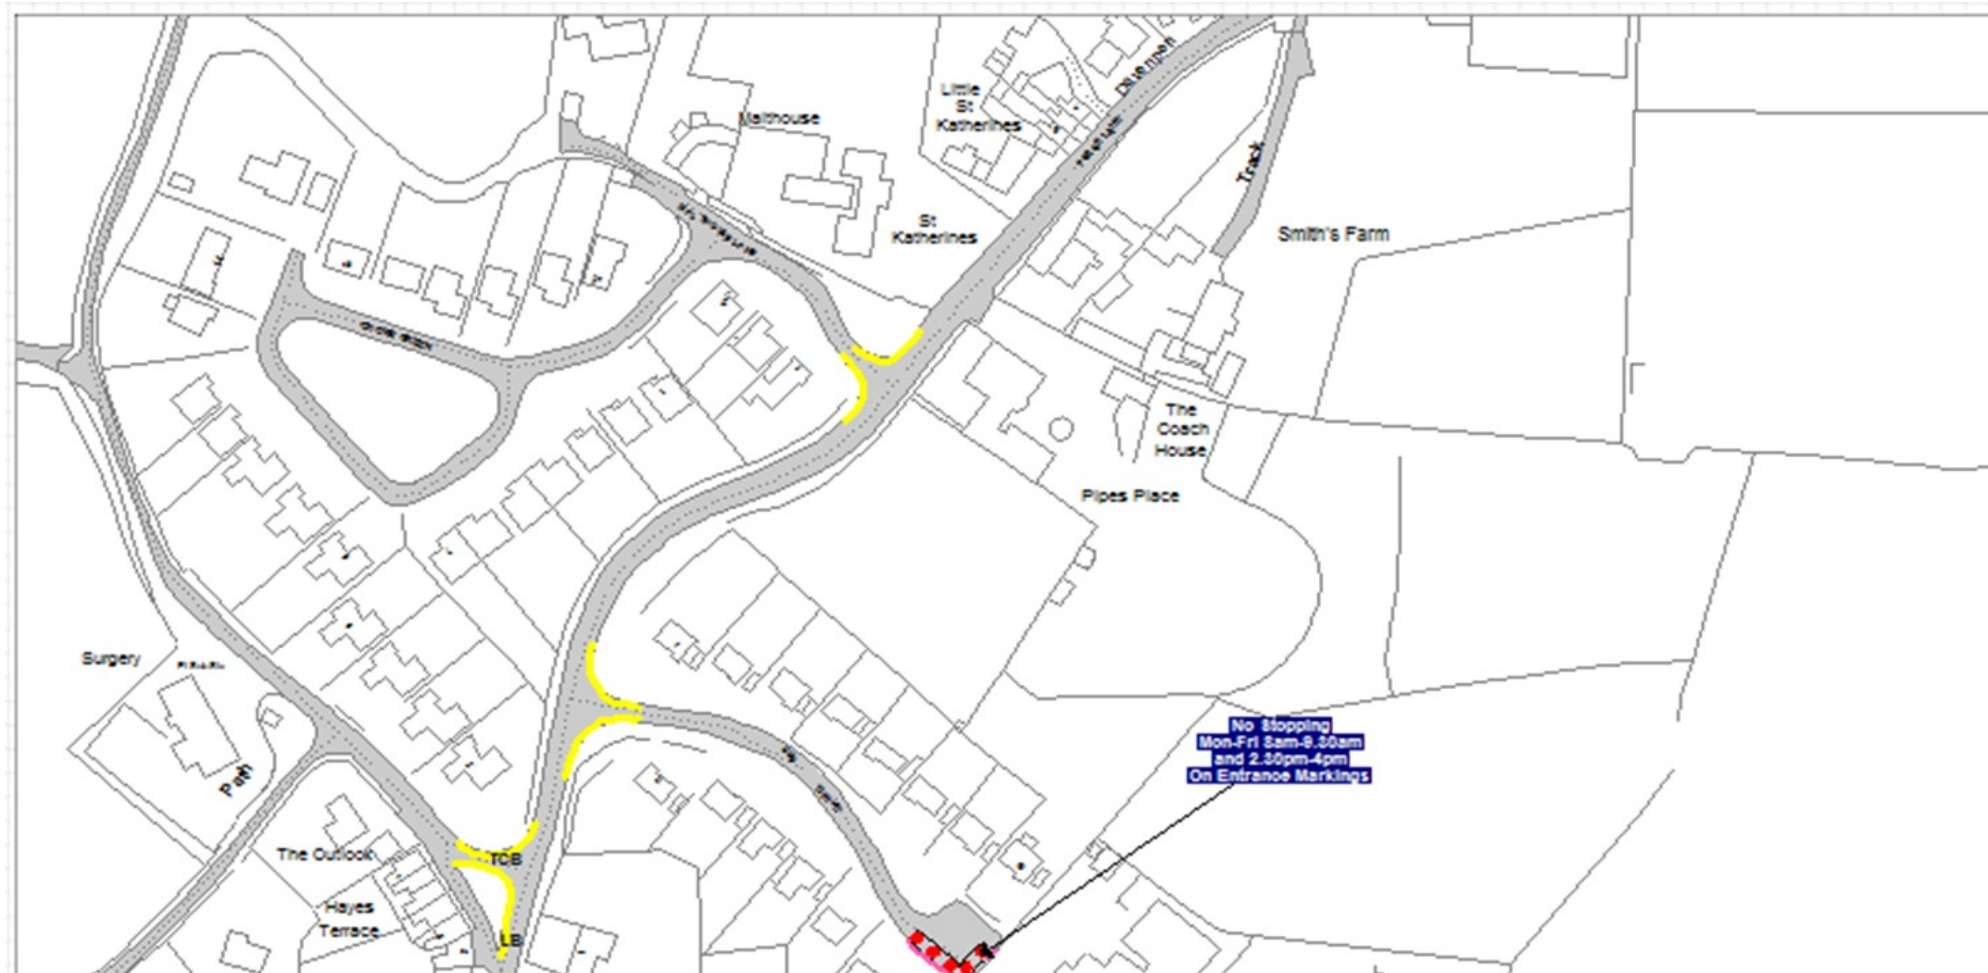 Malthouse
Little
St
Katherines
Track
St
Katherines
Smith's Farm
The
Coach
House
Pipes Place
Surgery
Path
No Stopping
Mon-Fri 8am-9.30am
and 2.30pm-4pm
On Entrance Markings
TCB
The Outlook
Hayes
Terrace
LB